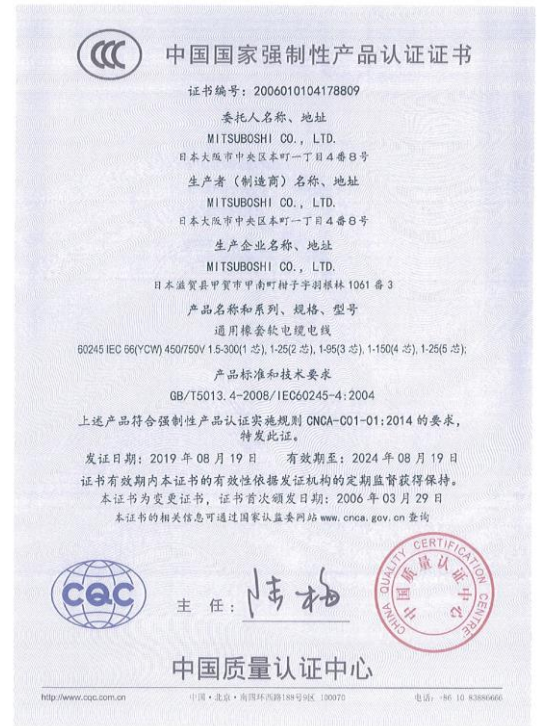 CCC
中国国家强制性产品认证证书
证书编号：2006010104178809
委托人名称、地址
MITSUBOSHI CO., LTD.
日本大阪市中央区本町一丁目4番8号
生产者（制造商）名称、地址
MITSUBOSHI CO., LTD.
日本大阪市中央区本町一丁目4番8号
生产企业名称、地址
MITSUBOSHI CO., LTD.
日本滋贺县甲贺市甲南町柑子字羽根林 1061 番 3
产品名称和系列、规格、型号
通用橡套软电缆电线
60245 IEC 66(YCW) 450/750V 1.5-300(1 芯), 1-25(2 芯), 1-95(3 芯), 1-150(4 芯), 1-25(5 芯);
产品标准和技术要求
GB/T5013.4-2008/IEC60245-4:2004
上述产品符合强制性产品认证实施规则 CNCA-C01-01:2014 的要求，
特发此证。
发证日期：2019 年 08 月 19 日 有效期至：2024 年 08 月 19 日
证书有效期内本证书的有效性依据发证机构的定期监督获得保持。
本证书为变更证书，证书首次颁发日期：2006 年 03 月 29 日
本证书的相关信息可通过国家认监委网站 www.cnca.gov.cn 查询
CHINA QUALITY CERTIFICATION CENTRE
中国质量认证中心
CQC
主 任：陆梅
中国质量认证中心
http://www.cqc.com.cn 中国·北京·南四环西路188号9区 100070 电话：+86 10 83886666